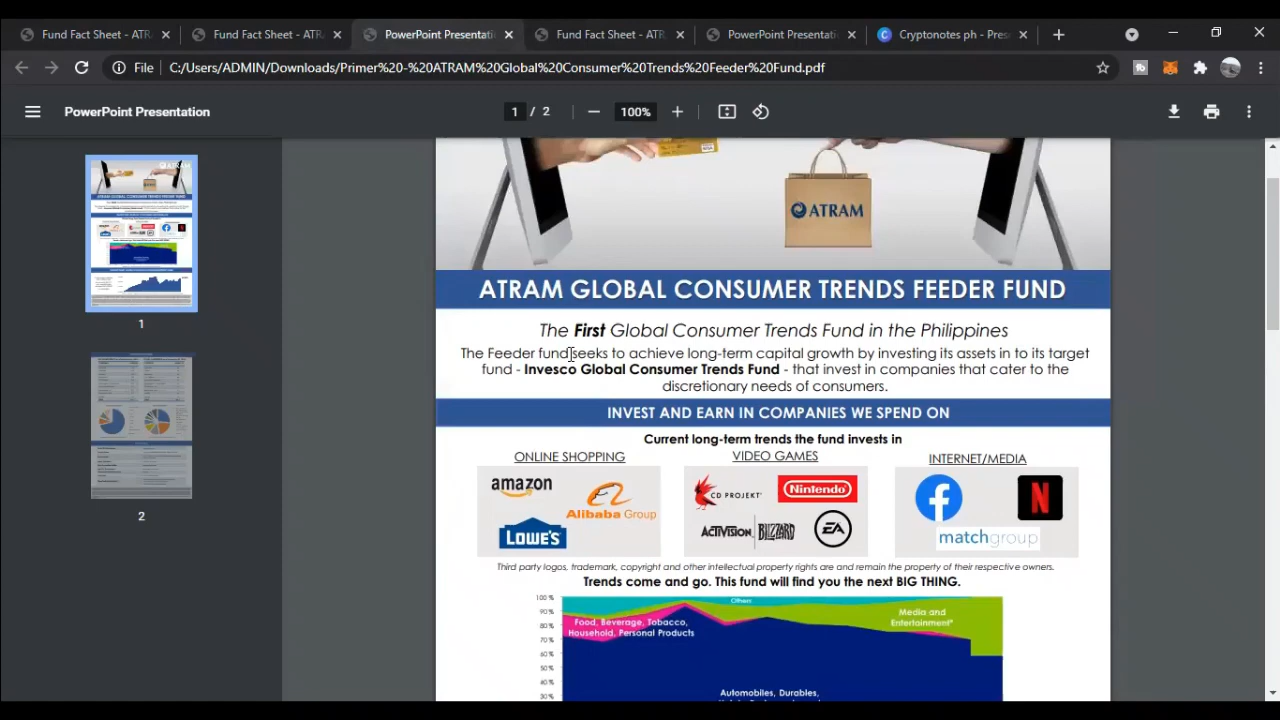 Fund Fact Sheet - ATRA
Fund Fact Sheet - ATR
PowerPoint Presentati
Fund Fact Sheet - ATR
PowerPoint Presentati
Cryptonotes ph - Pres
File
C:/Users/ADMIN/Downloads/Primer%20-%20ATRAM%20Global%20Consumer%20Trends%20Feeder%20Fund.pdf
PowerPoint Presentation
1 / 2
100%
1
2
ATRAM
ATRAM GLOBAL CONSUMER TRENDS FEEDER FUND
The First Global Consumer Trends Fund in the Philippines
The Feeder fund seeks to achieve long-term capital growth by investing its assets in to its target
fund - Invesco Global Consumer Trends Fund - that invest in companies that cater to the
discretionary needs of consumers.
INVEST AND EARN IN COMPANIES WE SPEND ON
Current long-term trends the fund invests in
ONLINE SHOPPING
VIDEO GAMES
INTERNET/MEDIA
amazon
Alibaba Group
LOWE'S
CD PROJEKT
Nintendo
ACTIVISION BLIZZARD
EA
f
N
matchgroup
Third party logos, trademark, copyright and other intellectual property rights are and remain the property of their respective owners.
Trends come and go. This fund will find you the next BIG THING.
100%
90%
80%
70%
60%
50%
40%
30%
Others
Food, Beverage, Tobacco,
Household, Personal Products
Media and
Entertainment*
Automobiles, Durables,